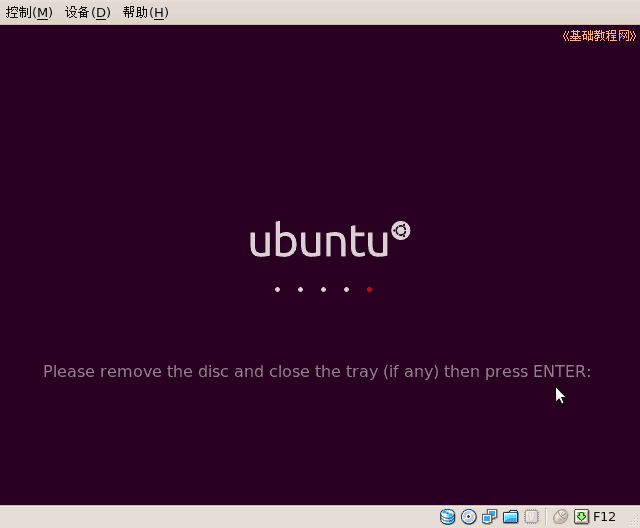 控制(M) 设备(D) 帮助(H)
《基础教程网》
ubuntu
Please remove the disc and close the tray (if any) then press ENTER:
F12